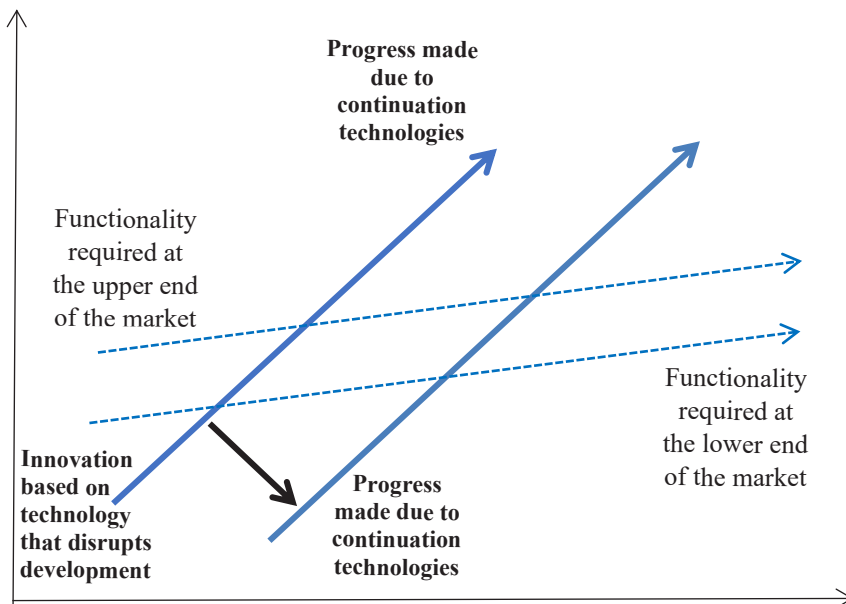 Progress made
due to
continuation
technologies
Functionality
required at
the upper end
of the market
Functionality
required at
the lower end
of the market
Innovation
based on
technology
that disrupts
development
Progress
made due to
continuation
technologies